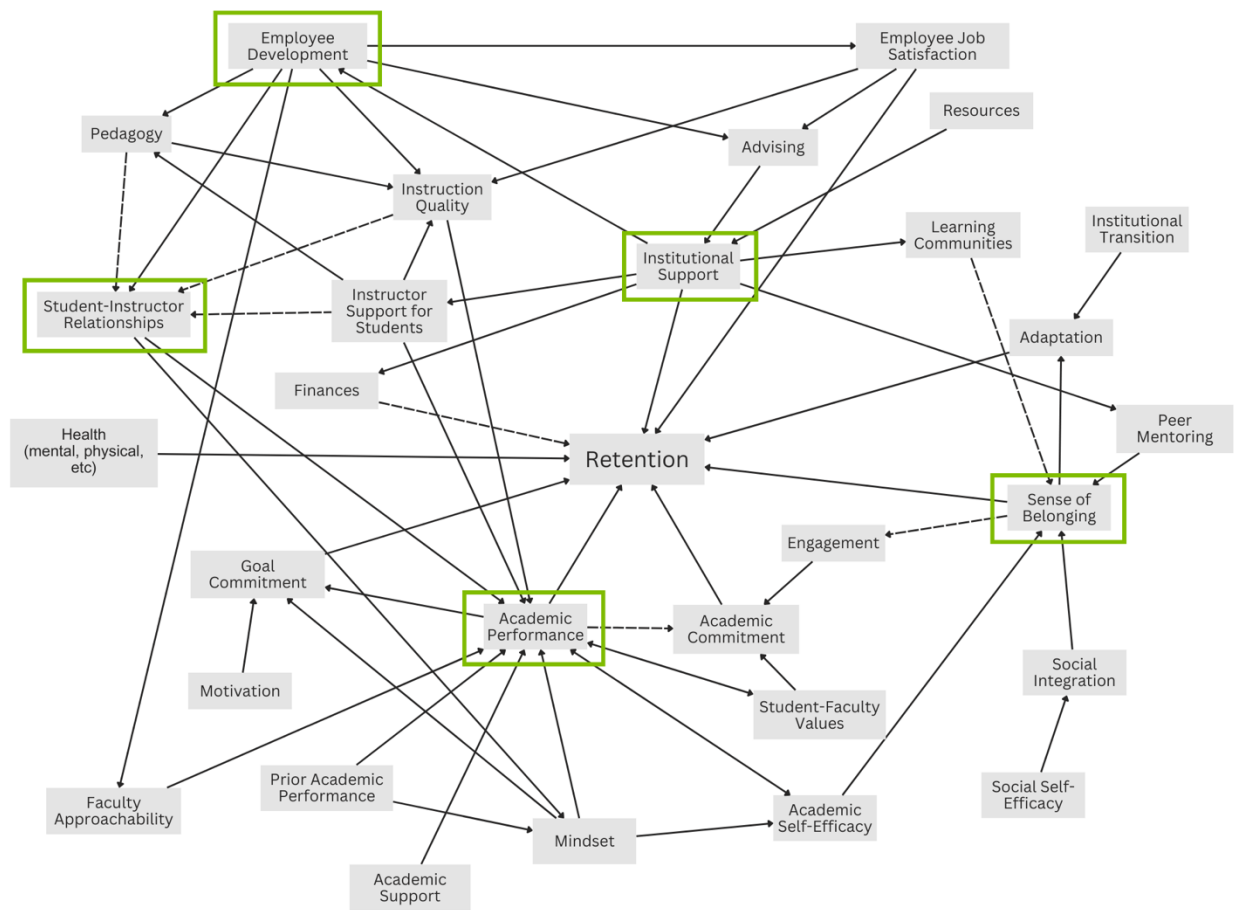 Employee
Development
Employee Job
Satisfaction
Resources
Pedagogy
Advising
Instruction
Quality
Learning
Communities
Institutional
Transition
Institutional
Support
Student-Instructor
Relationships
Instructor
Support for
Students
Adaptation
Finances
Peer
Mentoring
Health
(mental, physical,
etc)
Retention
Sense of
Belonging
Engagement
Goal
Commitment
Academic
Performance
Academic
Commitment
Motivation
Social
Integration
Student-Faculty
Values
Prior Academic
Performance
Social Self-
Efficacy
Faculty
Approachability
Academic
Self-Efficacy
Mindset
Academic
Support